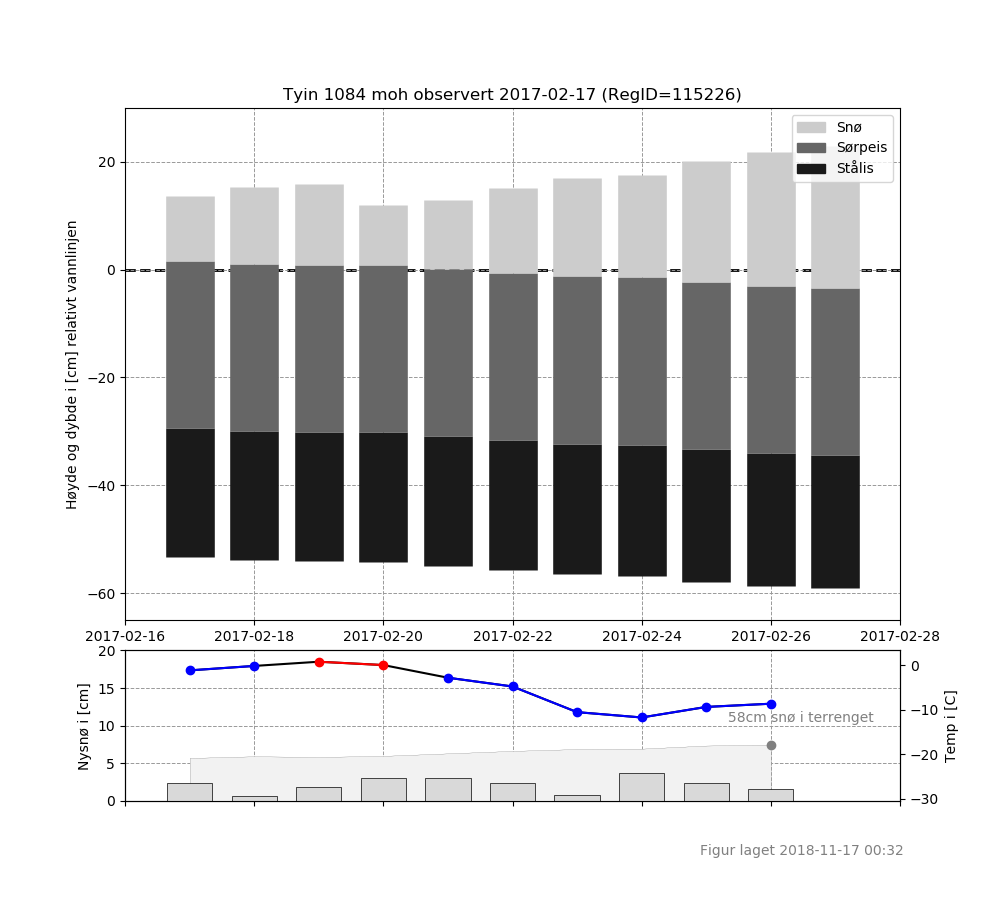 Tyin 1084 moh observert 2017-02-17 (RegID=115226)
Snø
Sørpeis
Stålis
Høyde og dybde i [cm] relativt vannlinjen
20
0
−20
−40
−60
2017-02-16 2017-02-18 2017-02-20 2017-02-22 2017-02-24 2017-02-26 2017-02-28
Nysnø i [cm]
20
15
10
5
0
58cm snø i terrenget
0
−10
−20
−30
Temp i [C]
Figur laget 2018-11-17 00:32